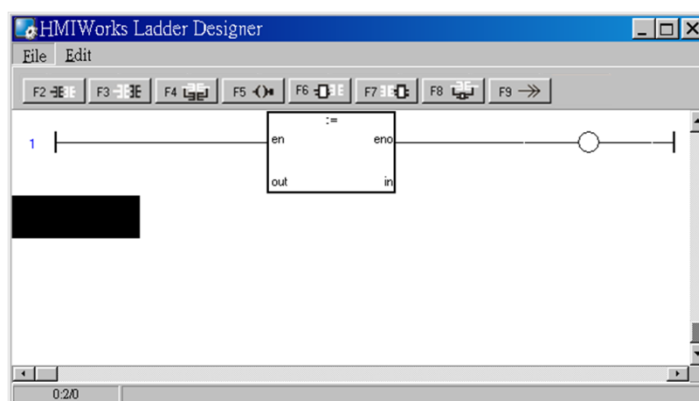 HMIWorks Ladder Designer
File Edit
F2 F3 F4 F5 F6 F7 F8 F9
:=
1 en eno
out in
0:2/0